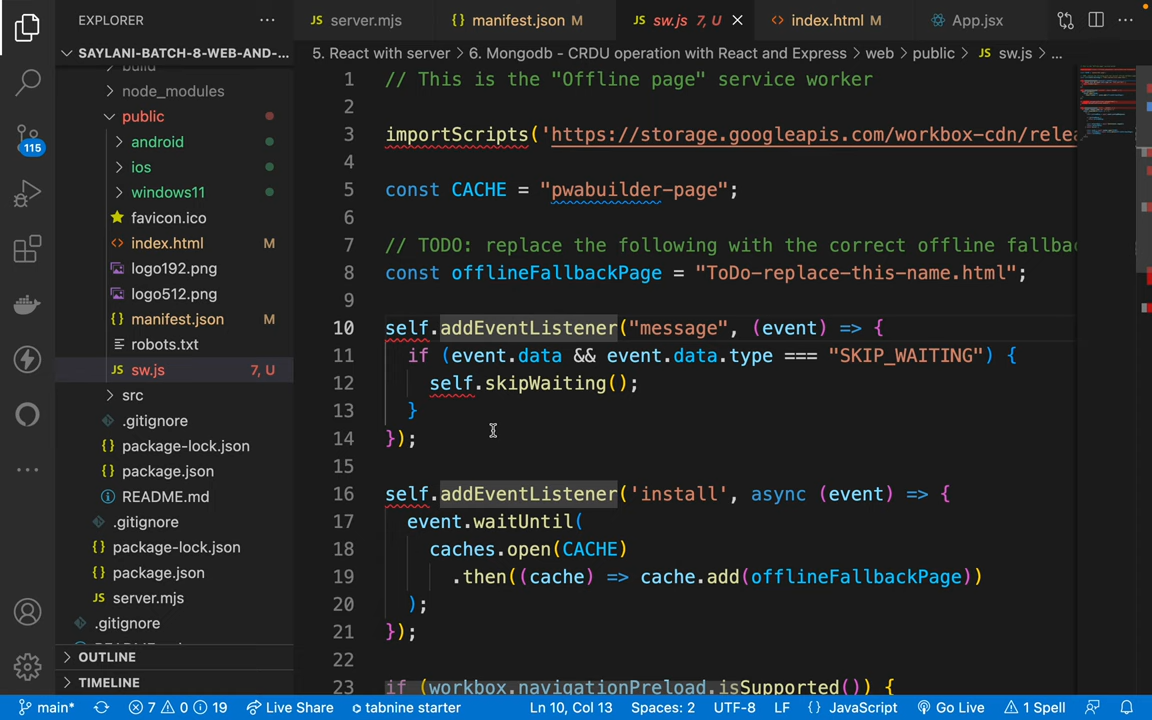 EXPLORER
SAYLANI-BATCH-8-WEB-AND-...
build
node_modules
public
android
ios
windows11
favicon.ico
index.html M
logo192.png
logo512.png
manifest.json M
robots.txt
sw.js 7, U
src
.gitignore
package-lock.json
package.json
README.md
.gitignore
package-lock.json
package.json
server.mjs
.gitignore
OUTLINE
TIMELINE
115
server.mjs
manifest.json M
sw.js 7, U
index.html M
App.jsx
5. React with server > 6. Mongodb - CRDU operation with React and Express > web > public > JS sw.js > ...
1 // This is the "Offline page" service worker
2
3 importScripts('https://storage.googleapis.com/workbox-cdn/relea
4
5 const CACHE = "pwabuilder-page";
6
7 // TODO: replace the following with the correct offline fallbac
8 const offlineFallbackPage = "ToDo-replace-this-name.html";
9
10 self.addEventListener("message", (event) => {
11 if (event.data && event.data.type === "SKIP_WAITING") {
12 self.skipWaiting();
13 }
14 });
15
16 self.addEventListener('install', async (event) => {
17 event.waitUntil(
18 caches.open(CACHE)
19 .then((cache) => cache.add(offlineFallbackPage))
20 );
21 });
22
23 if (workbox.navigationPreload.isSupported()) {
main* 7 0 19 Live Share tabnine starter Ln 10, Col 13 Spaces: 2 UTF-8 LF {} JavaScript Go Live 1 Spell